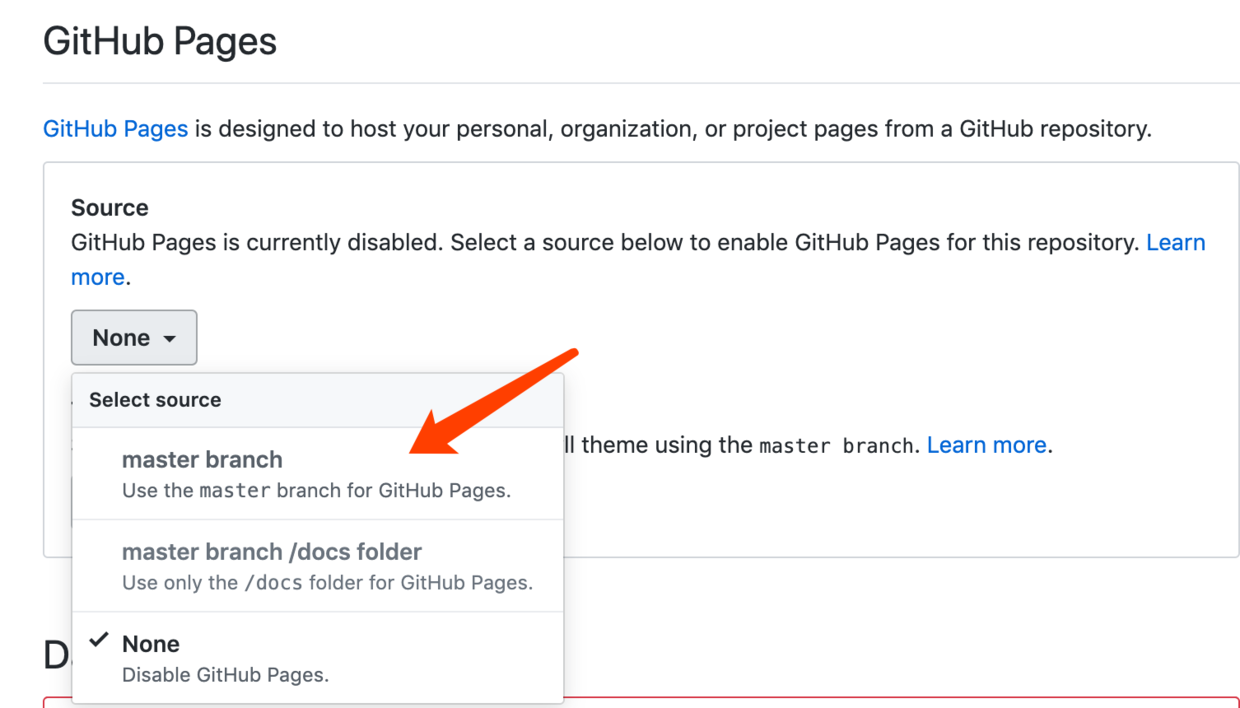 GitHub Pages
GitHub Pages is designed to host your personal, organization, or project pages from a GitHub repository.
Source
GitHub Pages is currently disabled. Select a source below to enable GitHub Pages for this repository. Learn
more.
None
Select source
master branch
ll theme using the master branch. Learn more.
Use the master branch for GitHub Pages.
master branch /docs folder
Use only the /docs folder for GitHub Pages.
None
Disable GitHub Pages.